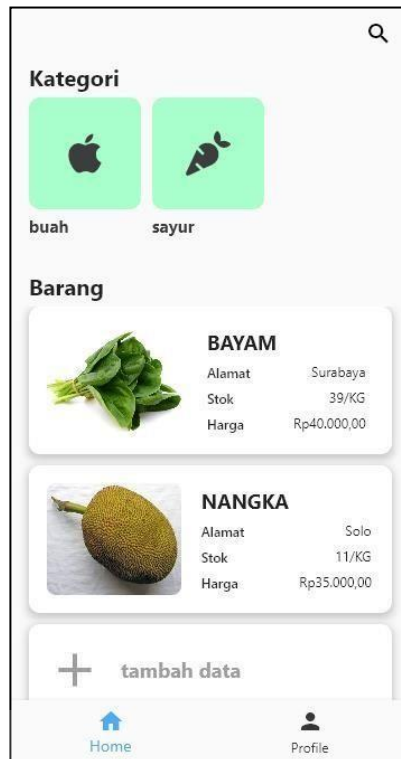 Kategori
buah sayur
Barang
BAYAM
Alamat Surabaya
Stok 39/KG
Harga Rp40.000,00
NANGKA
Alamat Solo
Stok 11/KG
Harga Rp35.000,00
tambah data
Home Profile